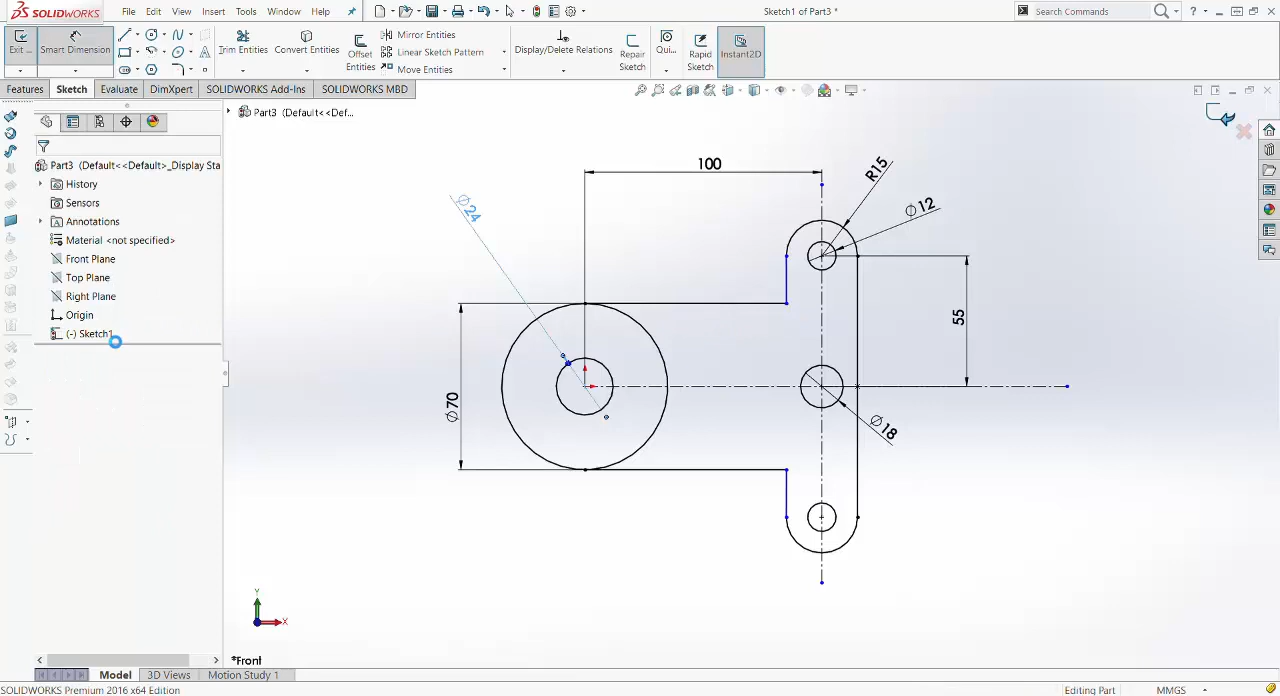 SOLIDWORKS File Edit View Insert Tools Window Help Sketch1 of Part3 * Search Commands
Exit ... Smart Dimension Trim Entities Convert Entities Offset Entities Mirror Entities Linear Sketch Pattern Move Entities Display/Delete Relations Repair Sketch Qui... Rapid Sketch Instant2D
Features Sketch Evaluate DimXpert SOLIDWORKS Add-Ins SOLIDWORKS MBD
Part3 (Default<<Def...
Part3 (Default<<Default>_Display Sta
History
Sensors
Annotations
Material <not specified>
Front Plane
Top Plane
Right Plane
Origin
(-) Sketch1
100
R15
∅12
∅24
55
∅70
∅18
Y
X
*Front
Model 3D Views Motion Study 1
SOLIDWORKS Premium 2016 x64 Edition Editing Part MMGS